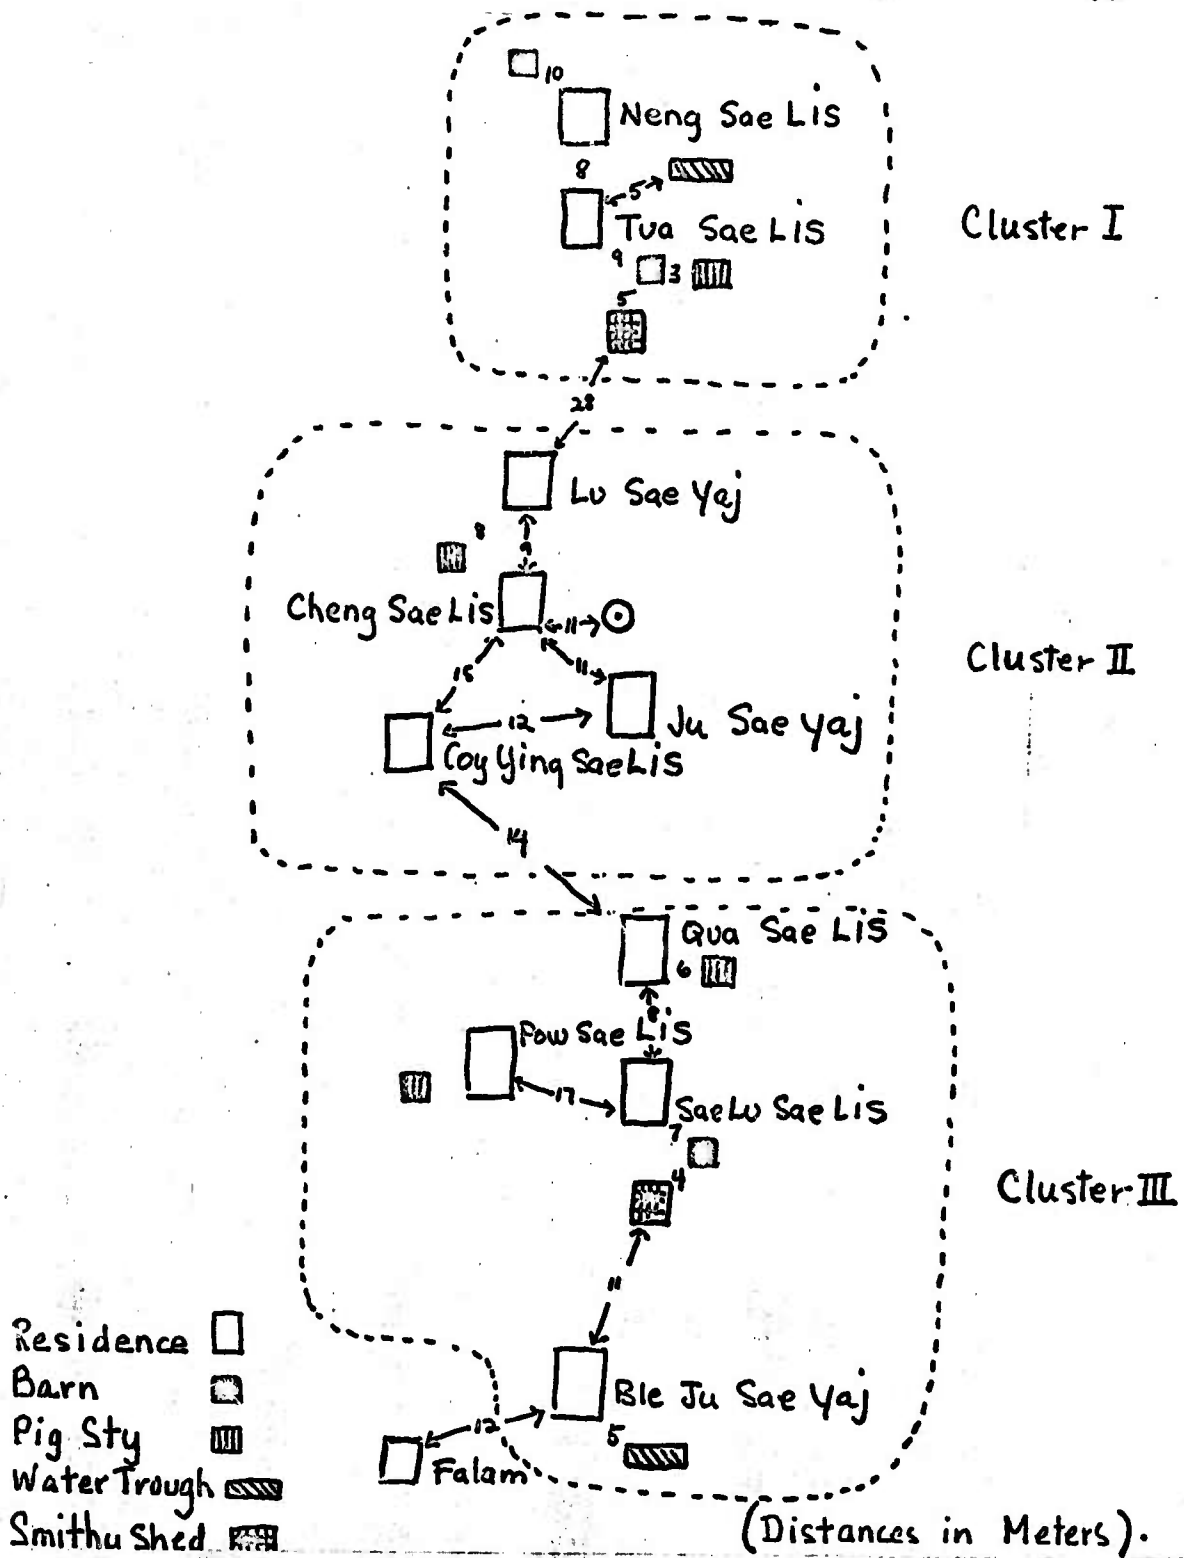 10
Neng Sae Lis
8
5
Tua Sae Lis
Cluster I
9
3
5
28
Lu Sae Yaj
8
9
Cheng Sae Lis
11
Cluster II
11
15
12
Ju Sae Yaj
Coy Ying Sae Lis
14
Qua Sae Lis
6
8
Pow Sae Lis
17
Sae Lu Sae Lis
7
4
Cluster III
11
Residence
Barn
Ble Ju Sae Yaj
Pig Sty
12
5
Falam
Water Trough
Smithu Shed
(Distances in Meters).